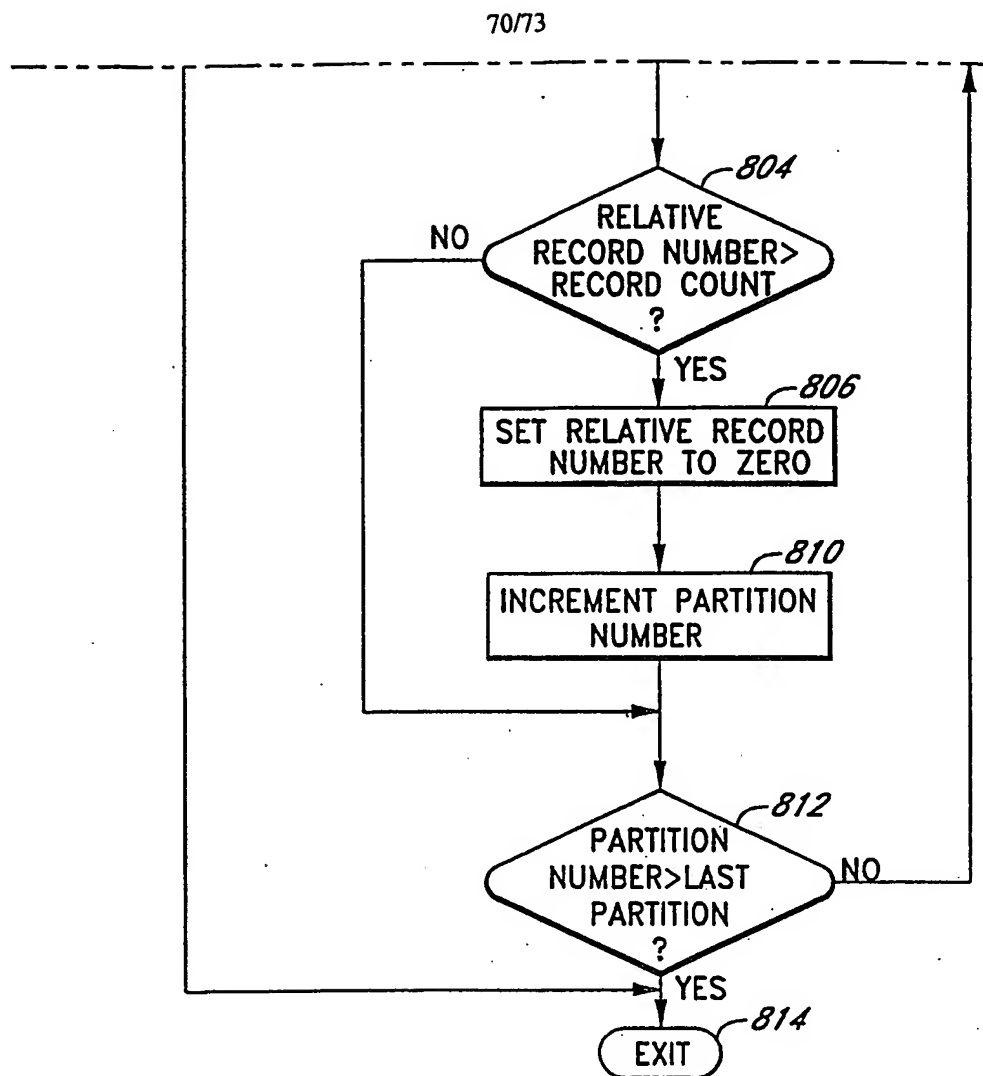 70/73
804
RELATIVE
RECORD NUMBER>
RECORD COUNT
?
NO
YES
806
SET RELATIVE RECORD
NUMBER TO ZERO
810
INCREMENT PARTITION
NUMBER
812
PARTITION
NUMBER>LAST
PARTITION
?
NO
YES
814
EXIT